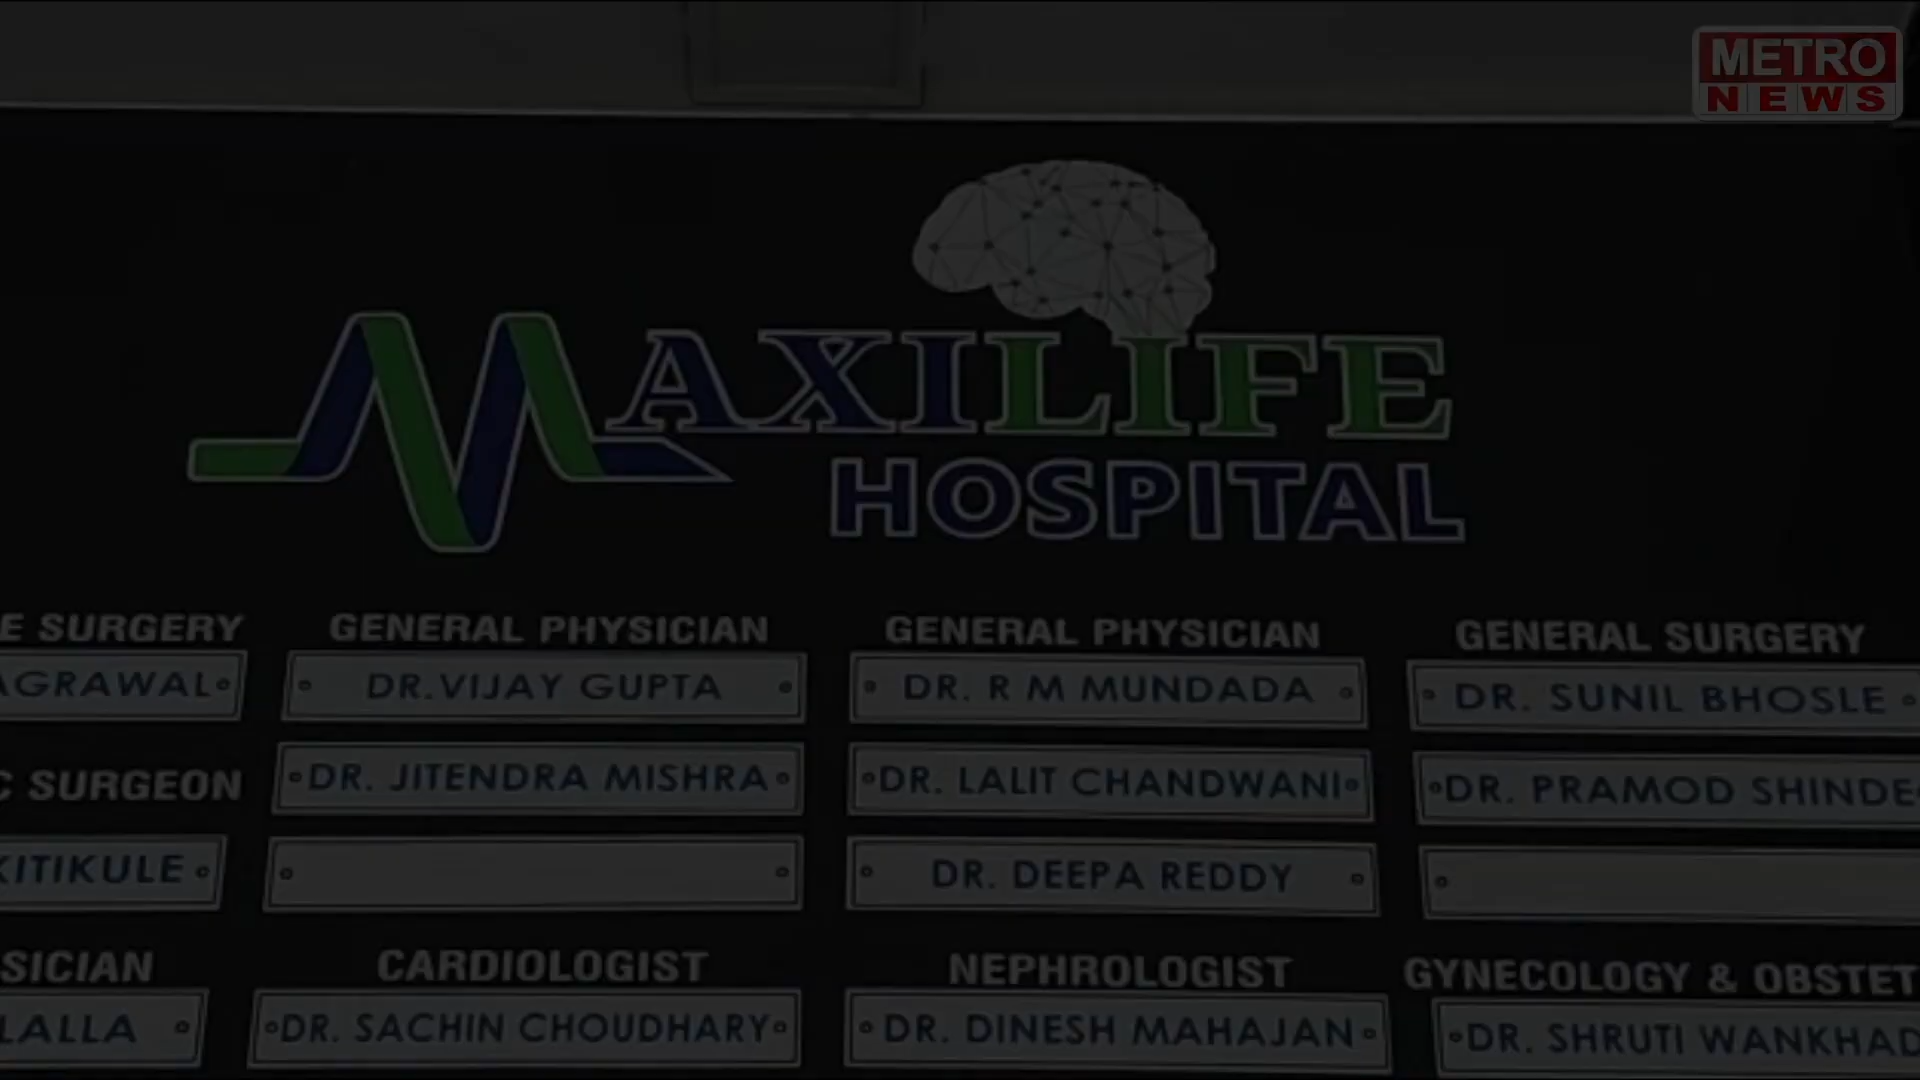 METRO
NEWS
MAXILIFE
HOSPITAL
E SURGERY
AGRAWAL
GENERAL PHYSICIAN
DR.VIJAY GUPTA
DR. JITENDRA MISHRA
GENERAL PHYSICIAN
DR. R M MUNDADA
DR. LALIT CHANDWANI
DR. DEEPA REDDY
GENERAL SURGERY
DR. SUNIL BHOSLE
DR. PRAMOD SHINDE
C SURGEON
KITIKULE
SICIAN
LALLA
CARDIOLOGIST
DR. SACHIN CHOUDHARY
NEPHROLOGIST
DR. DINESH MAHAJAN
GYNECOLOGY & OBSTET
DR. SHRUTI WANKHAD